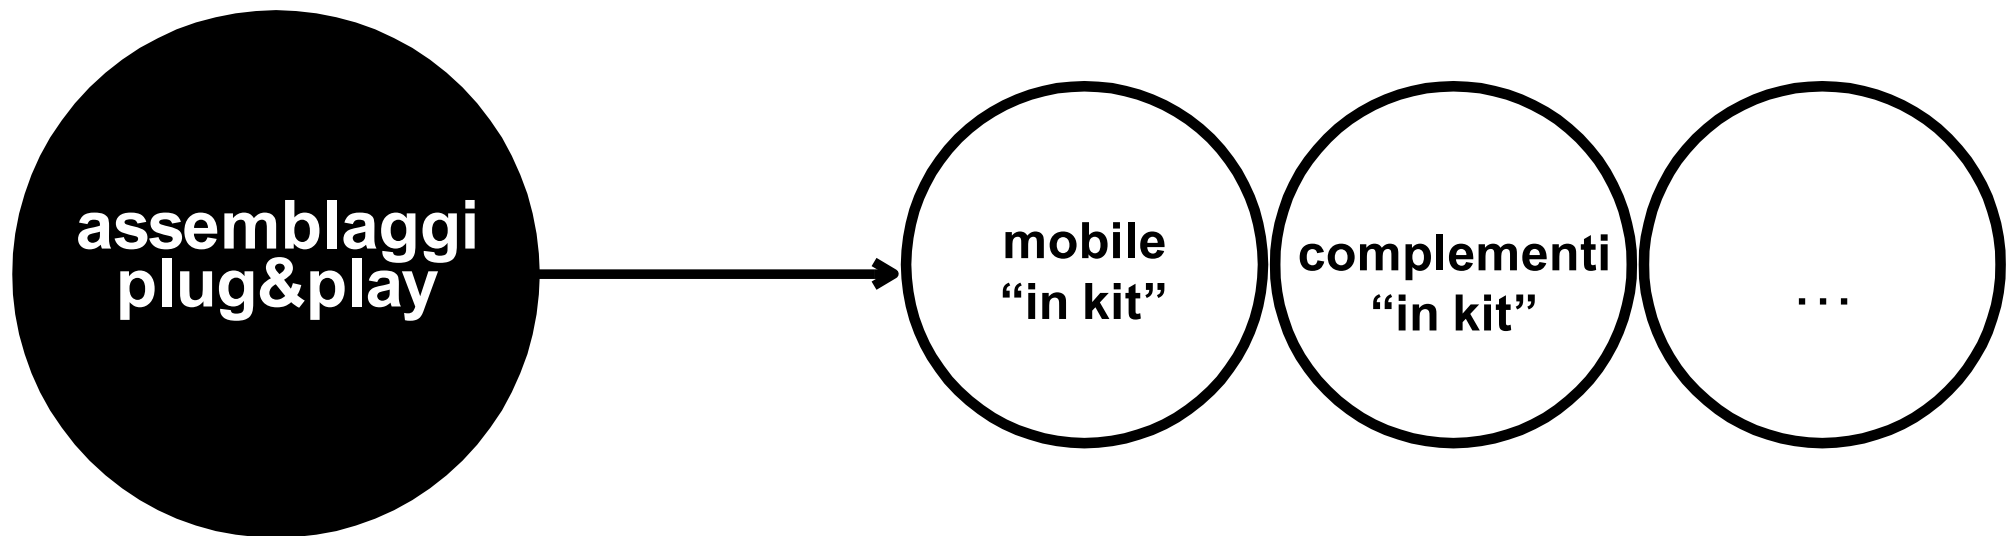 assemblaggi
plug&play
mobile
“in kit”
complementi
“in kit”
...